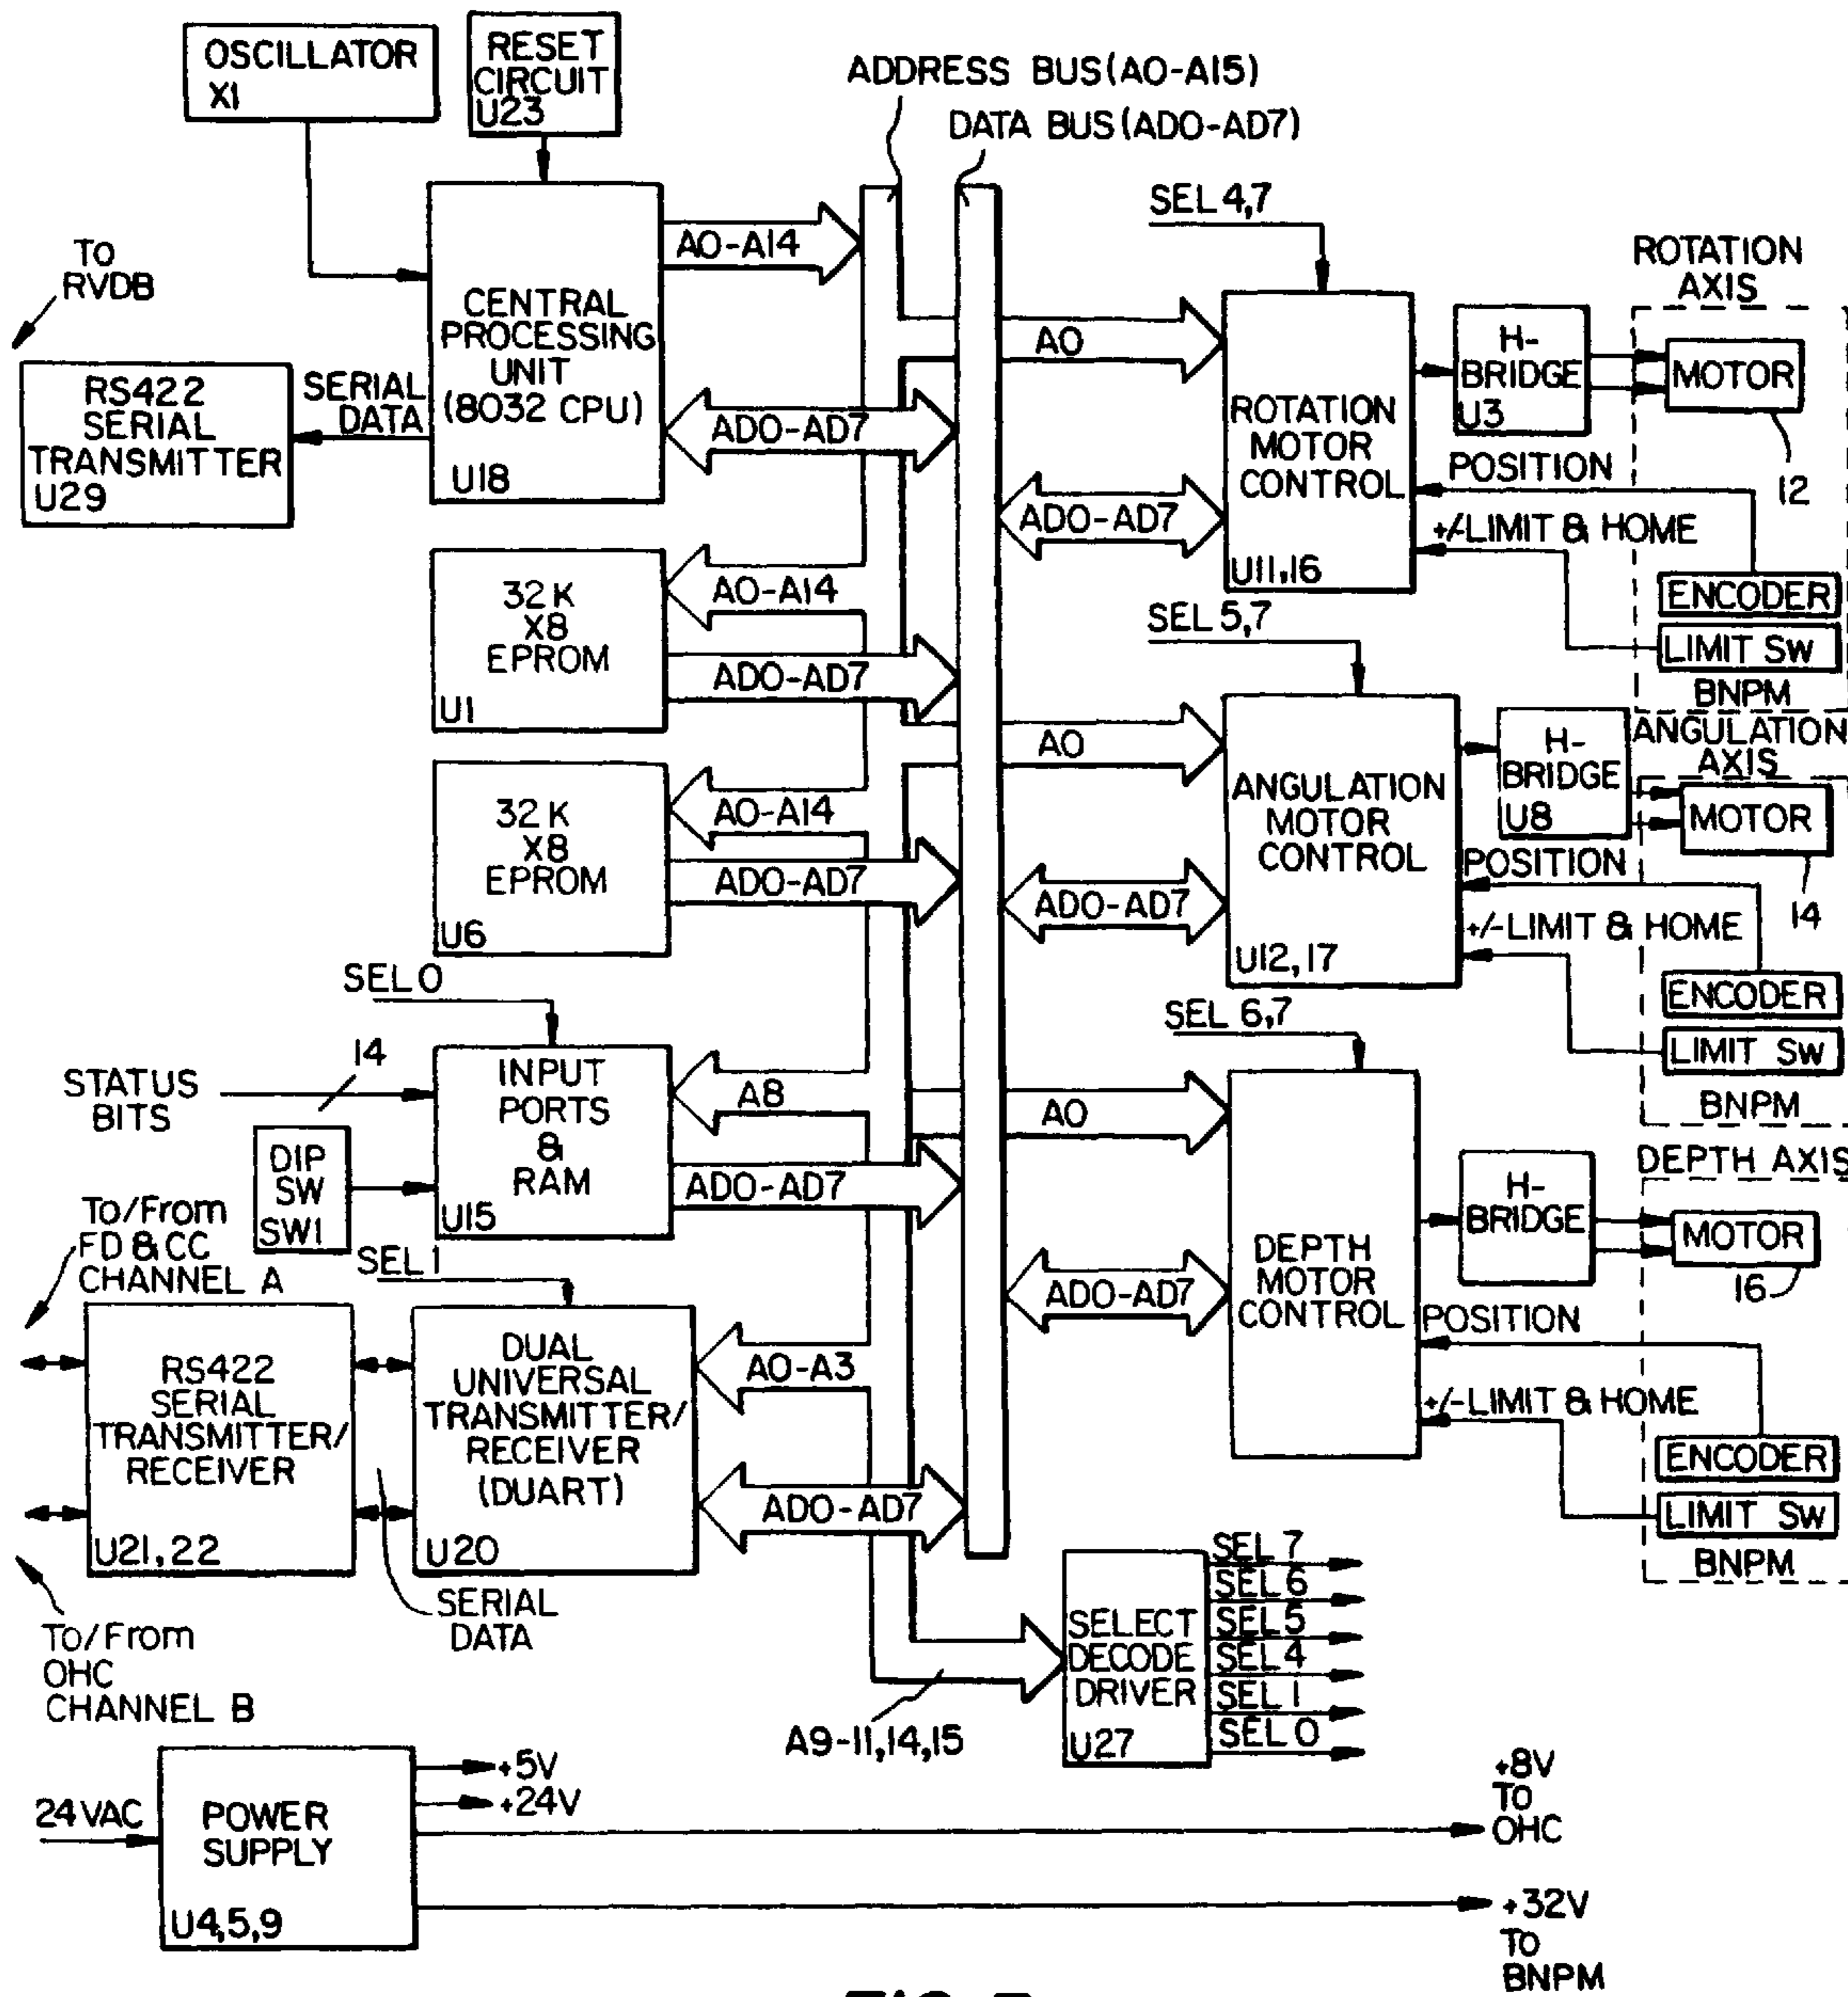 OSCILLATOR
X1
RESET
CIRCUIT
U23
ADDRESS BUS (A0-A15)
DATA BUS (AD0-AD7)
TO
RVDB
RS422
SERIAL
TRANSMITTER
U29
SERIAL
DATA
CENTRAL
PROCESSING
UNIT
(8032 CPU)
U18
A0-A14
AD0-AD7
32K
X8
EPROM
U1
A0-A14
AD0-AD7
32K
X8
EPROM
U6
A0-A14
AD0-AD7
SEL 0
STATUS
BITS
14
DIP
SW
SW1
INPUT
PORTS
&
RAM
U15
A8
AD0-AD7
To/From
FD & CC
CHANNEL A
SEL 1
RS422
SERIAL
TRANSMITTER/
RECEIVER
U21,22
DUAL
UNIVERSAL
TRANSMITTER/
RECEIVER
(DUART)
U20
A0-A3
AD0-AD7
SERIAL
DATA
To/From
OHC
CHANNEL B
SEL 4,7
A0
AD0-AD7
ROTATION
MOTOR
CONTROL
U11,16
H-
BRIDGE
U3
ROTATION
AXIS
MOTOR
12
POSITION
+/-LIMIT & HOME
ENCODER
LIMIT SW
BNPM
SEL 5,7
A0
AD0-AD7
ANGULATION
MOTOR
CONTROL
U12,17
H-
BRIDGE
U8
ANGULATION
AXIS
MOTOR
14
POSITION
+/-LIMIT & HOME
ENCODER
LIMIT SW
BNPM
SEL 6,7
A0
AD0-AD7
DEPTH
MOTOR
CONTROL
H-
BRIDGE
DEPTH AXIS
MOTOR
16
POSITION
+/-LIMIT & HOME
ENCODER
LIMIT SW
BNPM
A9-11,14,15
SELECT
DECODE
DRIVER
U27
SEL 7
SEL 6
SEL 5
SEL 4
SEL 1
SEL 0
24VAC
POWER
SUPPLY
U4,5,9
+5V
+24V
+8V
TO
OHC
+32V
TO
BNPM